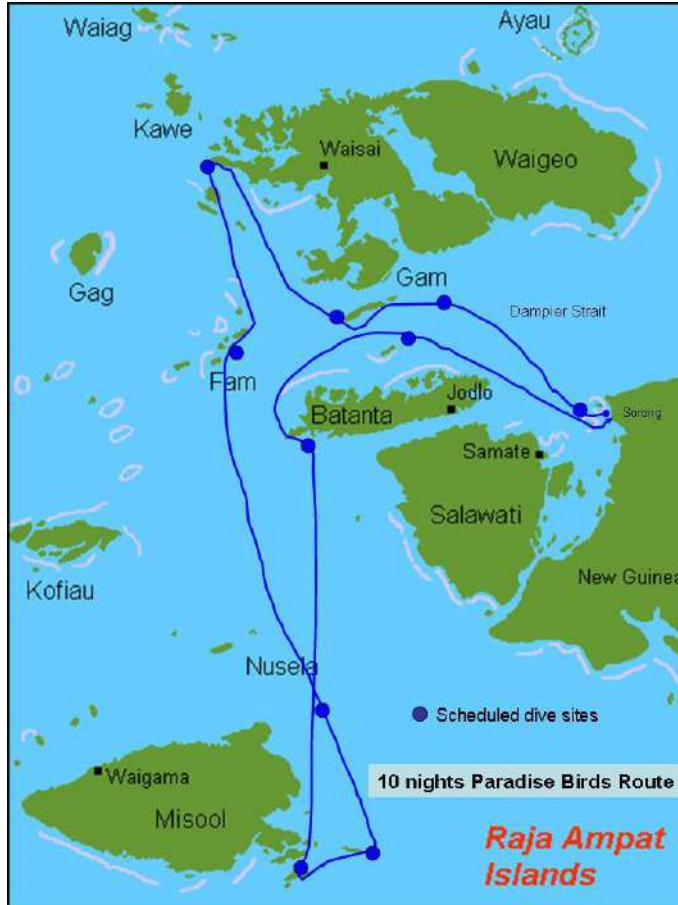 Waiag
Ayau
Kawe
Waisai
Waigeo
Gag
Gam
Dampier Strait
Fam
Batanta
Jodlo
Sorong
Samate
Salawati
New Guinea
Kofiau
Nusela
Scheduled dive sites
Waigama
10 nights Paradise Birds Route
Misool
Raja Ampat
Islands